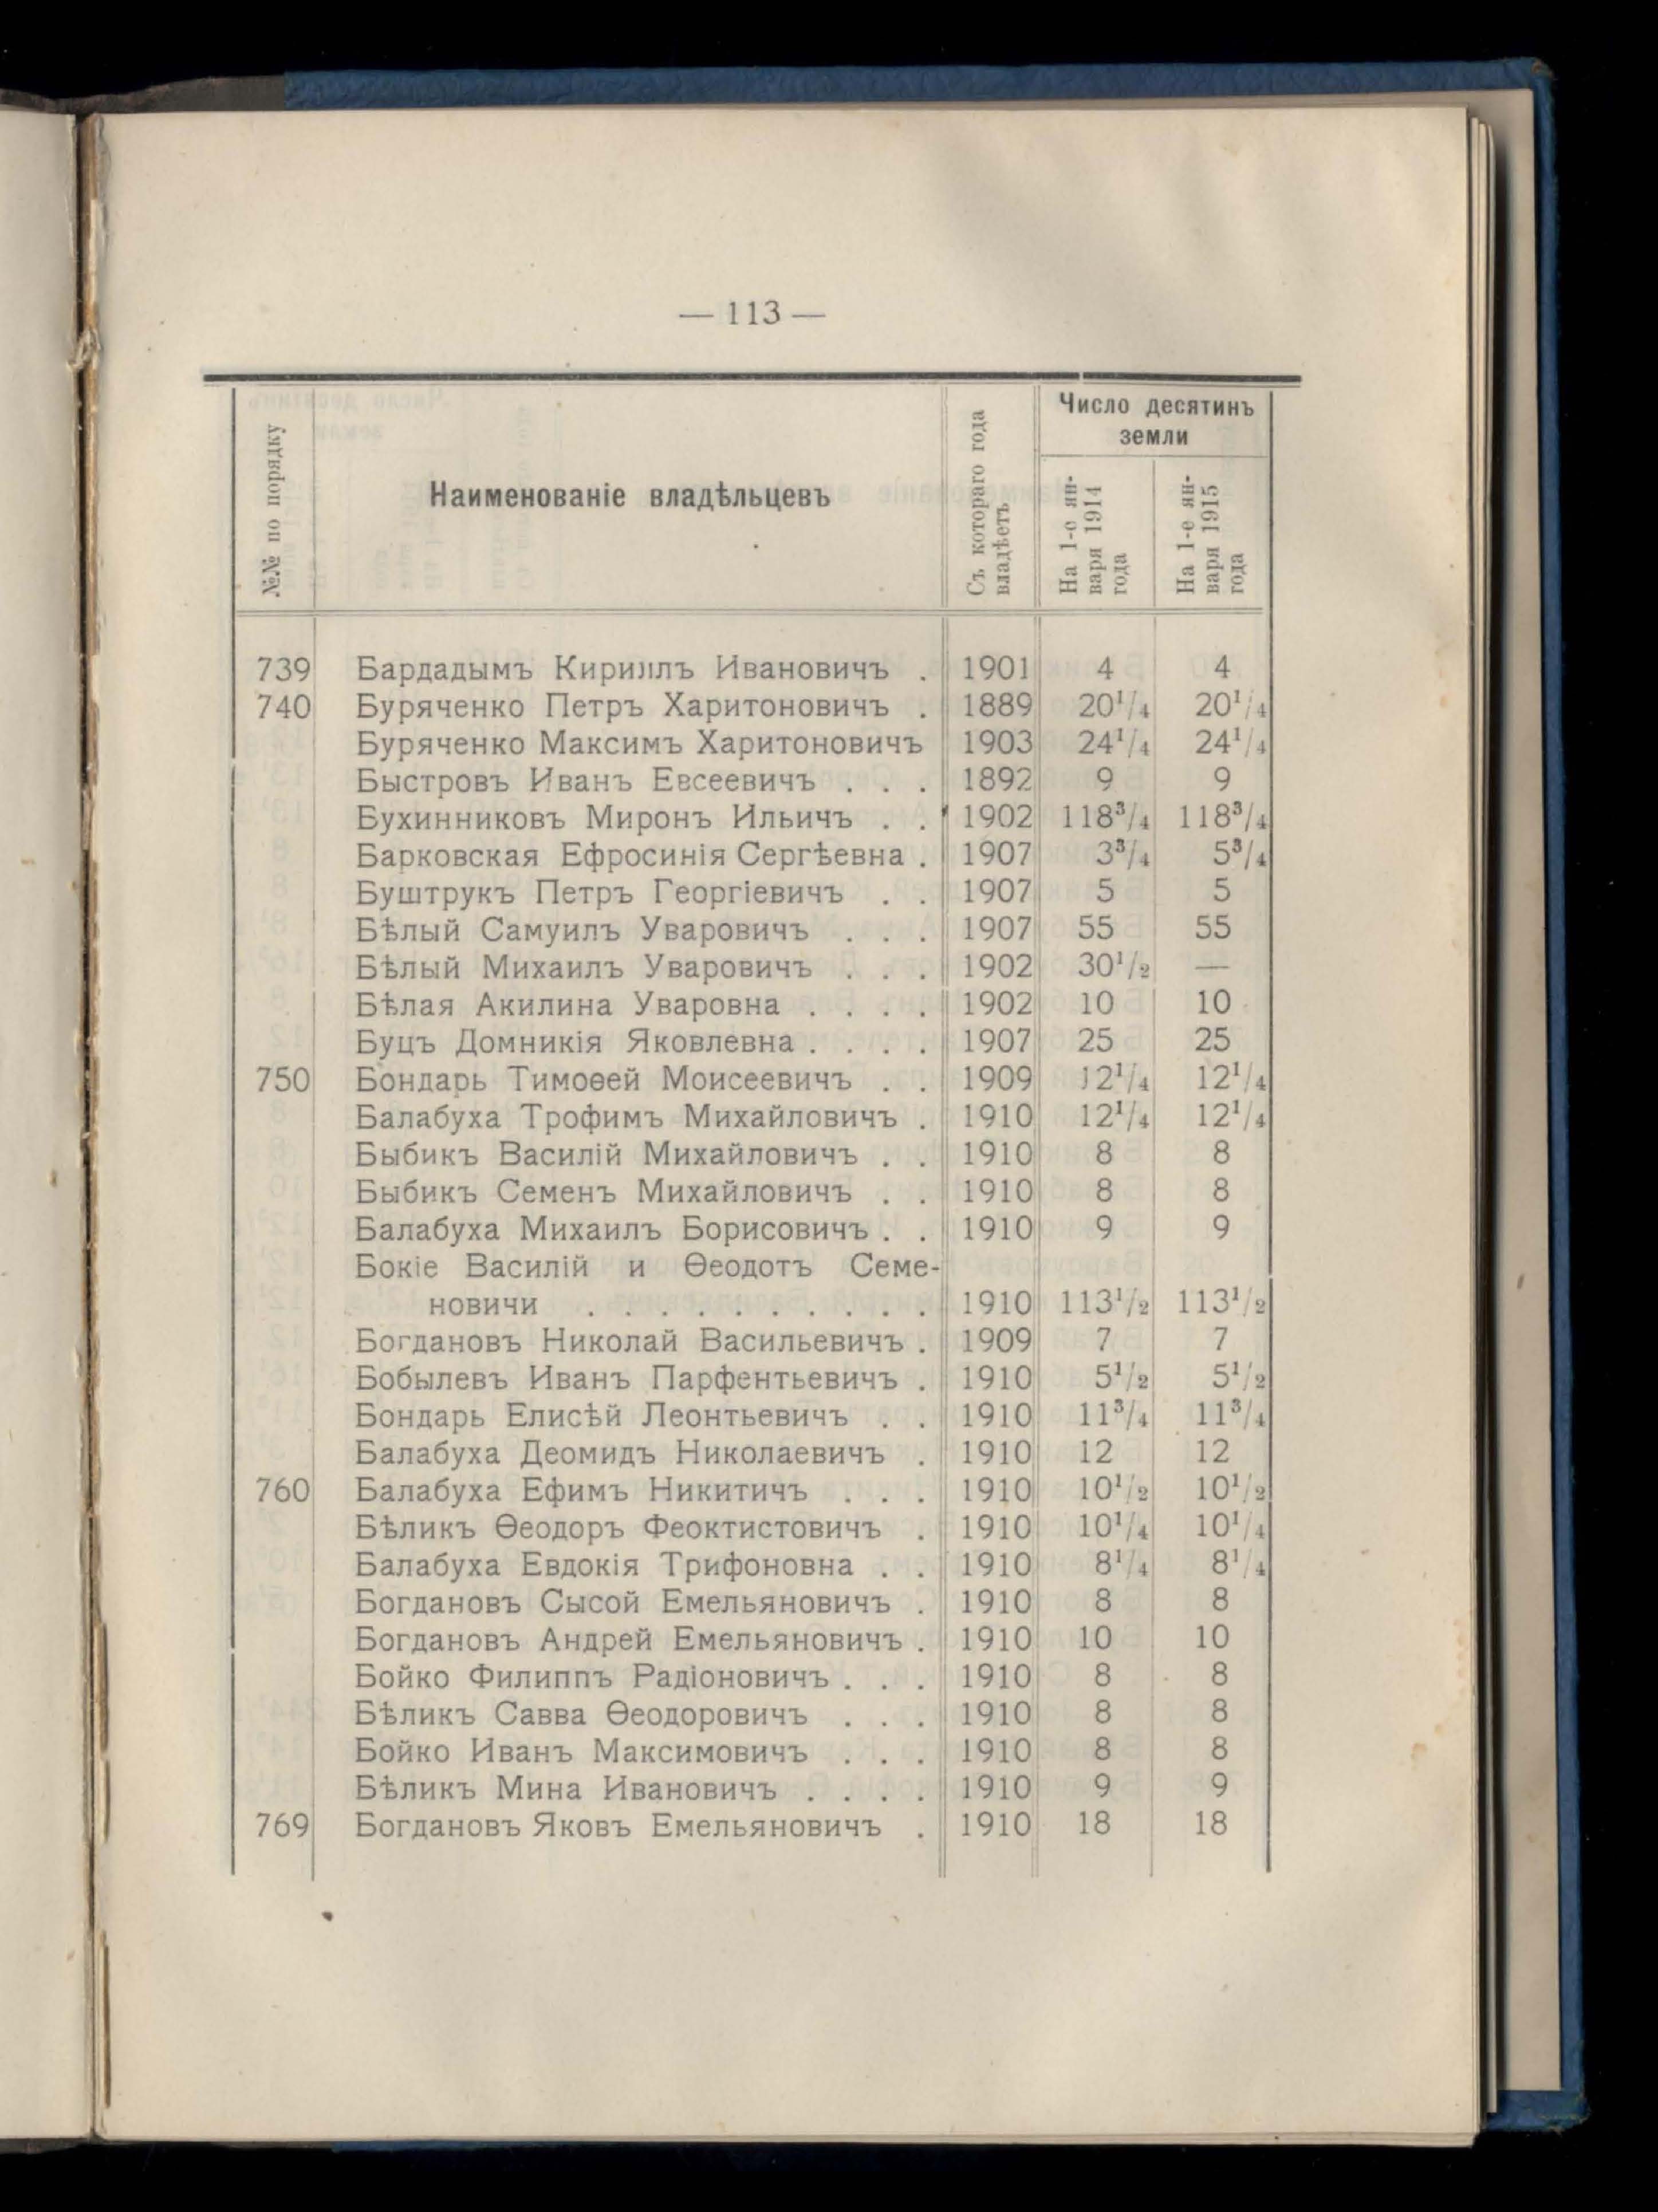 — 113 —
№№ по порядку
Наименованіе владѣльцевъ
Съ котораго года
владѣетъ
Число десятинъ
земли
На 1-е ян-
варя 1914
года
На 1-е ян-
варя 1915
года
739 Бардадымъ Кириллъ Ивановичъ . 1901 4 4
740 Буряченко Петръ Харитоновичъ . 1889 20¹/₄ 20¹/₄
Буряченко Максимъ Харитоновичъ 1903 24¹/₄ 24¹/₄
Быстровъ Иванъ Евсеевичъ . . . 1892 9 9
Бухинниковъ Миронъ Ильичъ . . 1902 118³/₄ 118³/₄
Барковская Ефросинія Сергѣевна . 1907 3³/₄ 5³/₄
Буштрукъ Петръ Георгіевичъ . . 1907 5 5
Бѣлый Самуилъ Уваровичъ . . . 1907 55 55
Бѣлый Михаилъ Уваровичъ . . . 1902 30¹/₂ —
Бѣлая Акилина Уваровна . . . . 1902 10 10
Буцъ Домникія Яковлевна . . . . 1907 25 25
750 Бондарь Тимоѳей Моисеевичъ . . 1909 12¹/₄ 12¹/₄
Балабуха Трофимъ Михайловичъ . 1910 12¹/₄ 12¹/₄
Быбикъ Василій Михайловичъ . . 1910 8 8
Быбикъ Семенъ Михайловичъ . . 1910 8 8
Балабуха Михаилъ Борисовичъ . . 1910 9 9
Бокіе Василій и Ѳеодотъ Семе-
новичи . . . . . . . . . . 1910 113¹/₂ 113¹/₂
Богдановъ Николай Васильевичъ . 1909 7 7
Бобылевъ Иванъ Парфентьевичъ . 1910 5¹/₂ 5¹/₂
Бондарь Елисѣй Леонтьевичъ . . 1910 11³/₄ 11³/₄
Балабуха Деомидъ Николаевичъ . 1910 12 12
760 Балабуха Ефимъ Никитичъ . . . 1910 10¹/₂ 10¹/₂
Бѣликъ Ѳеодоръ Феоктистовичъ . 1910 10¹/₄ 10¹/₄
Балабуха Евдокія Трифоновна . . 1910 8¹/₄ 8¹/₄
Богдановъ Сысой Емельяновичъ . 1910 8 8
Богдановъ Андрей Емельяновичъ . 1910 10 10
Бойко Филиппъ Радіоновичъ . . . 1910 8 8
Бѣликъ Савва Ѳеодоровичъ . . . 1910 8 8
Бойко Иванъ Максимовичъ . . . 1910 8 8
Бѣликъ Мина Ивановичъ . . . . 1910 9 9
769 Богдановъ Яковъ Емельяновичъ . 1910 18 18